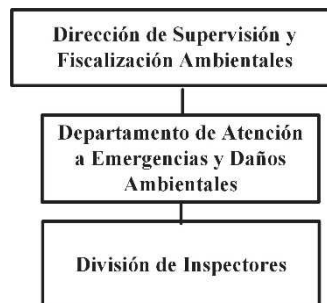 Dirección de Supervisión y
Fiscalización Ambientales
Departamento de Atención
a Emergencias y Daños
Ambientales
División de Inspectores